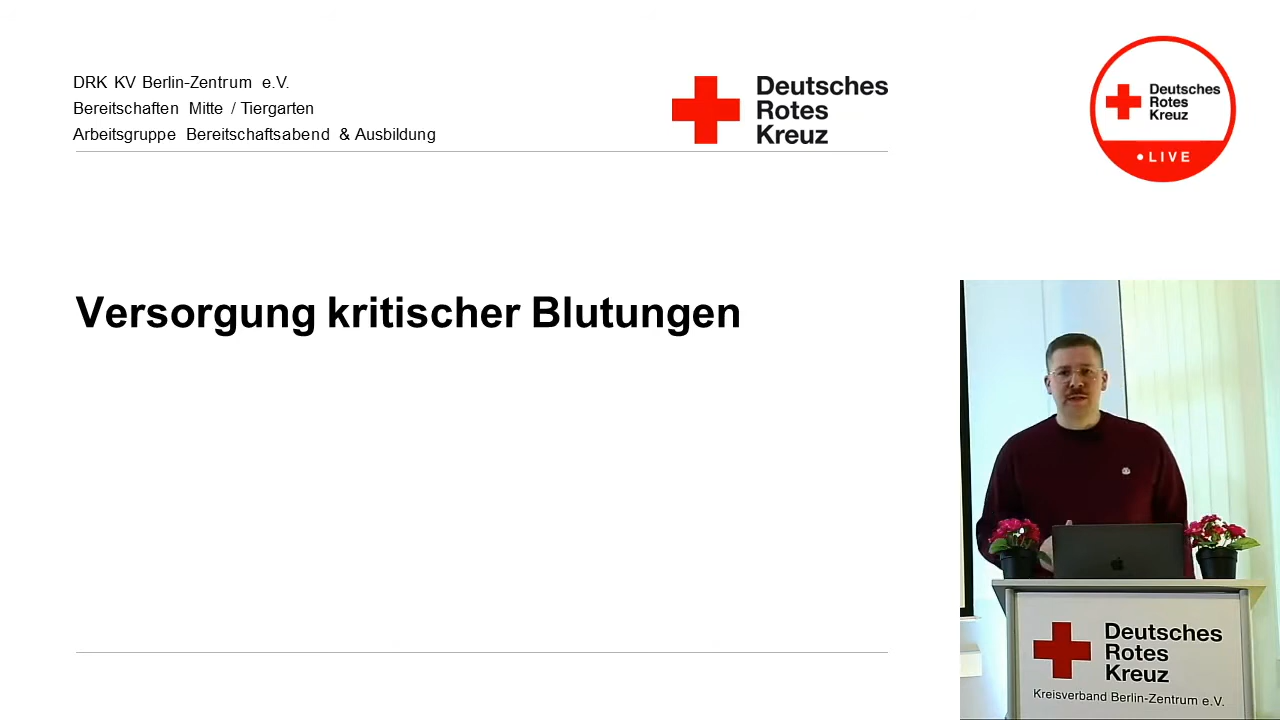 DRK KV Berlin-Zentrum e.V.
Bereitschaften Mitte / Tiergarten
Arbeitsgruppe Bereitschaftsabend & Ausbildung
Deutsches
Rotes
Kreuz
Deutsches
Rotes
Kreuz
• LIVE
Versorgung kritischer Blutungen
Deutsches
Rotes
Kreuz
Kreisverband Berlin-Zentrum e.V.